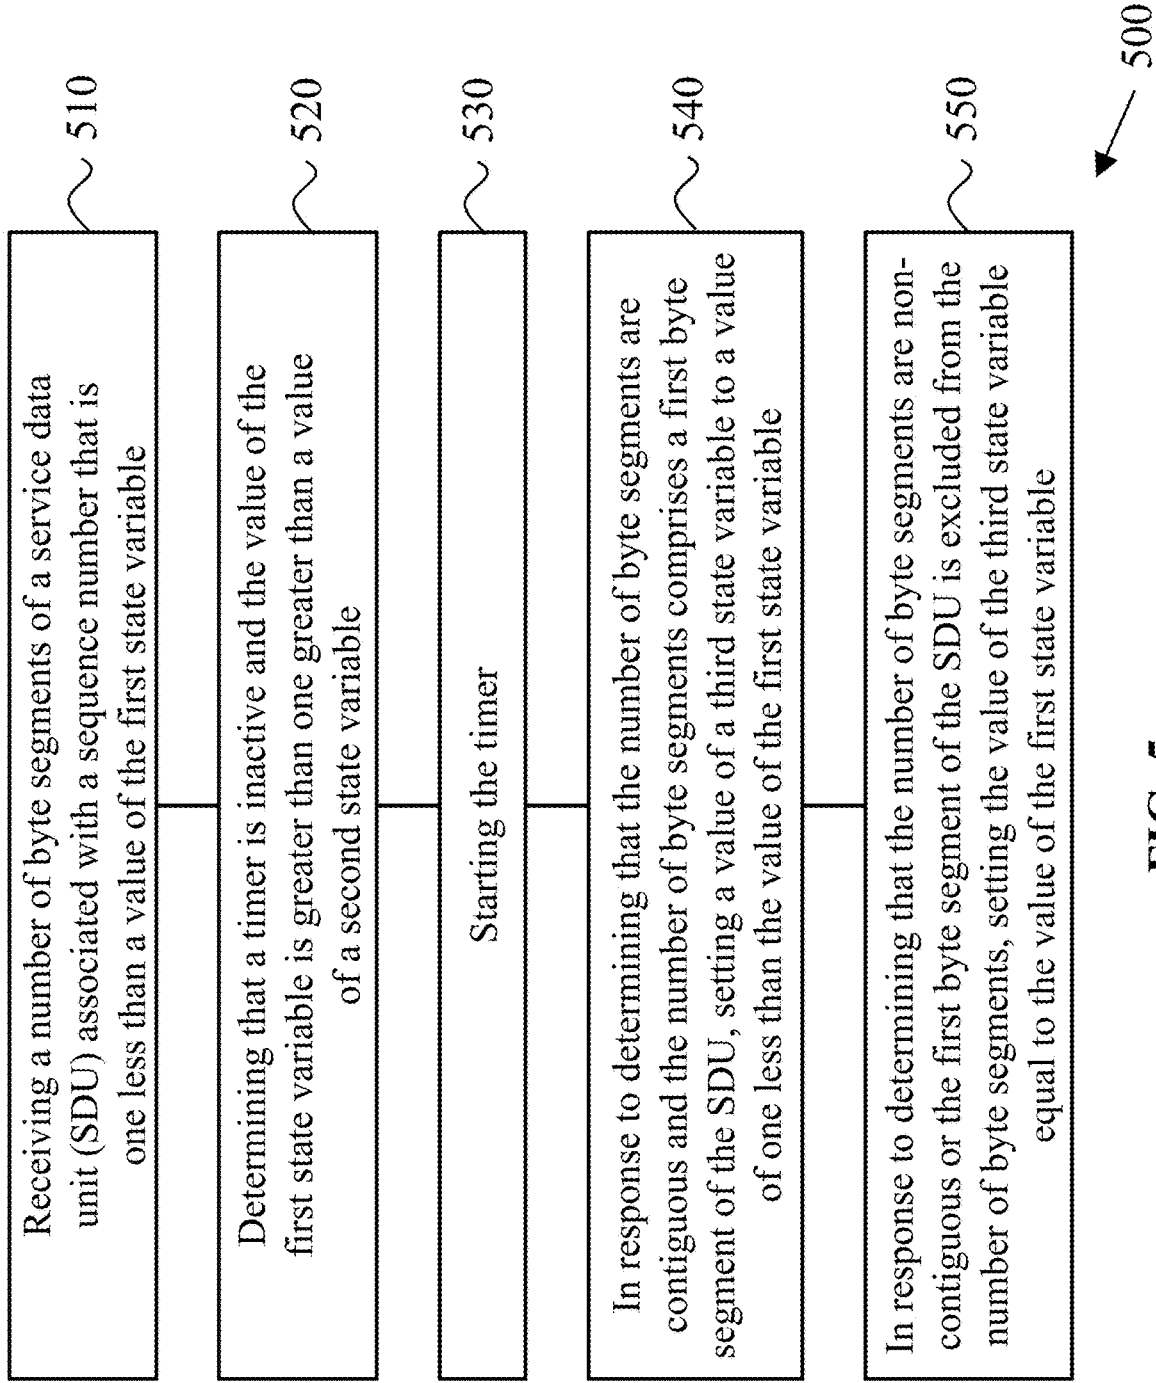 Receiving a number of byte segments of a service data
unit (SDU) associated with a sequence number that is
one less than a value of the first state variable
510
Determining that a timer is inactive and the value of the
first state variable is greater than one greater than a value
of a second state variable
520
Starting the timer
530
In response to determining that the number of byte segments are
contiguous and the number of byte segments comprises a first byte
segment of the SDU, setting a value of a third state variable to a value
of one less than the value of the first state variable
540
In response to determining that the number of byte segments are non-
contiguous or the first byte segment of the SDU is excluded from the
number of byte segments, setting the value of the third state variable
equal to the value of the first state variable
550
500